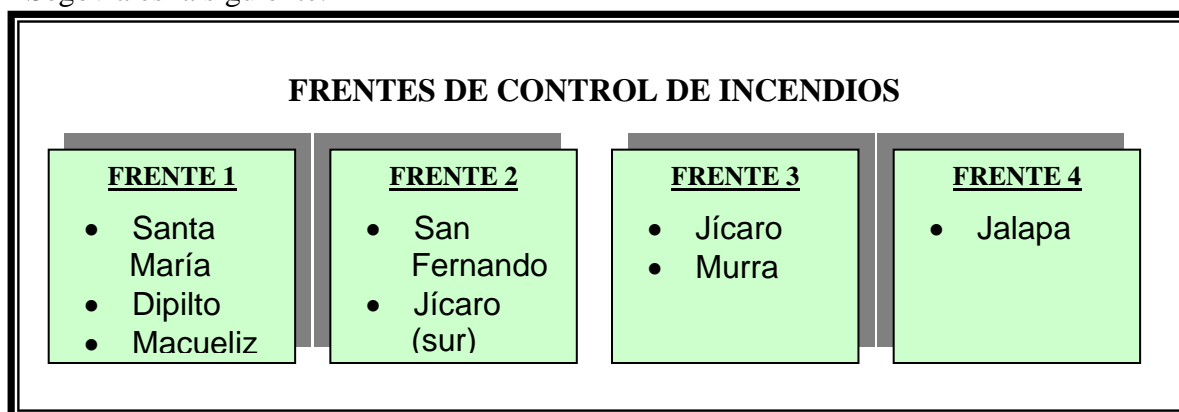 FRENTES DE CONTROL DE INCENDIOS
FRENTE 1
• Santa
María
• Dipilto
• Macueliz
FRENTE 2
• San
Fernando
• Jícaro
(sur)
FRENTE 3
• Jícaro
• Murra
FRENTE 4
• Jalapa